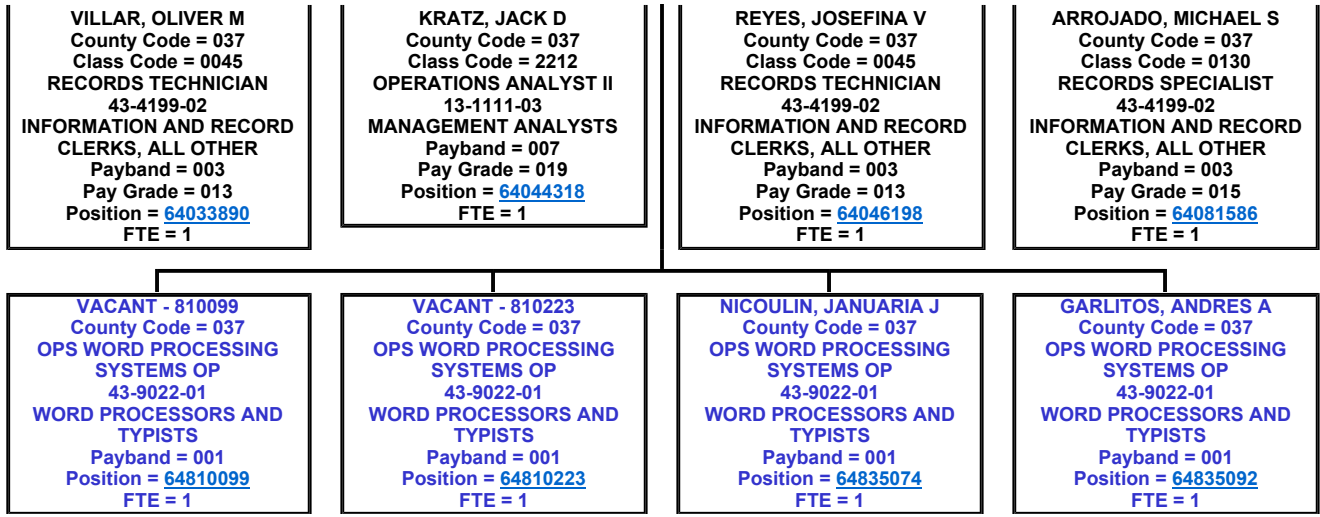 VILLAR, OLIVER M
County Code = 037
Class Code = 0045
RECORDS TECHNICIAN
43-4199-02
INFORMATION AND RECORD
CLERKS, ALL OTHER
Payband = 003
Pay Grade = 013
Position = 64033890
FTE = 1
KRATZ, JACK D
County Code = 037
Class Code = 2212
OPERATIONS ANALYST II
13-1111-03
MANAGEMENT ANALYSTS
Payband = 007
Pay Grade = 019
Position = 64044318
FTE = 1
REYES, JOSEFINA V
County Code = 037
Class Code = 0045
RECORDS TECHNICIAN
43-4199-02
INFORMATION AND RECORD
CLERKS, ALL OTHER
Payband = 003
Pay Grade = 013
Position = 64046198
FTE = 1
ARROJADO, MICHAEL S
County Code = 037
Class Code = 0130
RECORDS SPECIALIST
43-4199-02
INFORMATION AND RECORD
CLERKS, ALL OTHER
Payband = 003
Pay Grade = 015
Position = 64081586
FTE = 1
VACANT - 810099
County Code = 037
OPS WORD PROCESSING
SYSTEMS OP
43-9022-01
WORD PROCESSORS AND
TYPISTS
Payband = 001
Position = 64810099
FTE = 1
VACANT - 810223
County Code = 037
OPS WORD PROCESSING
SYSTEMS OP
43-9022-01
WORD PROCESSORS AND
TYPISTS
Payband = 001
Position = 64810223
FTE = 1
NICOULIN, JANUARIA J
County Code = 037
OPS WORD PROCESSING
SYSTEMS OP
43-9022-01
WORD PROCESSORS AND
TYPISTS
Payband = 001
Position = 64835074
FTE = 1
GARLITOS, ANDRES A
County Code = 037
OPS WORD PROCESSING
SYSTEMS OP
43-9022-01
WORD PROCESSORS AND
TYPISTS
Payband = 001
Position = 64835092
FTE = 1